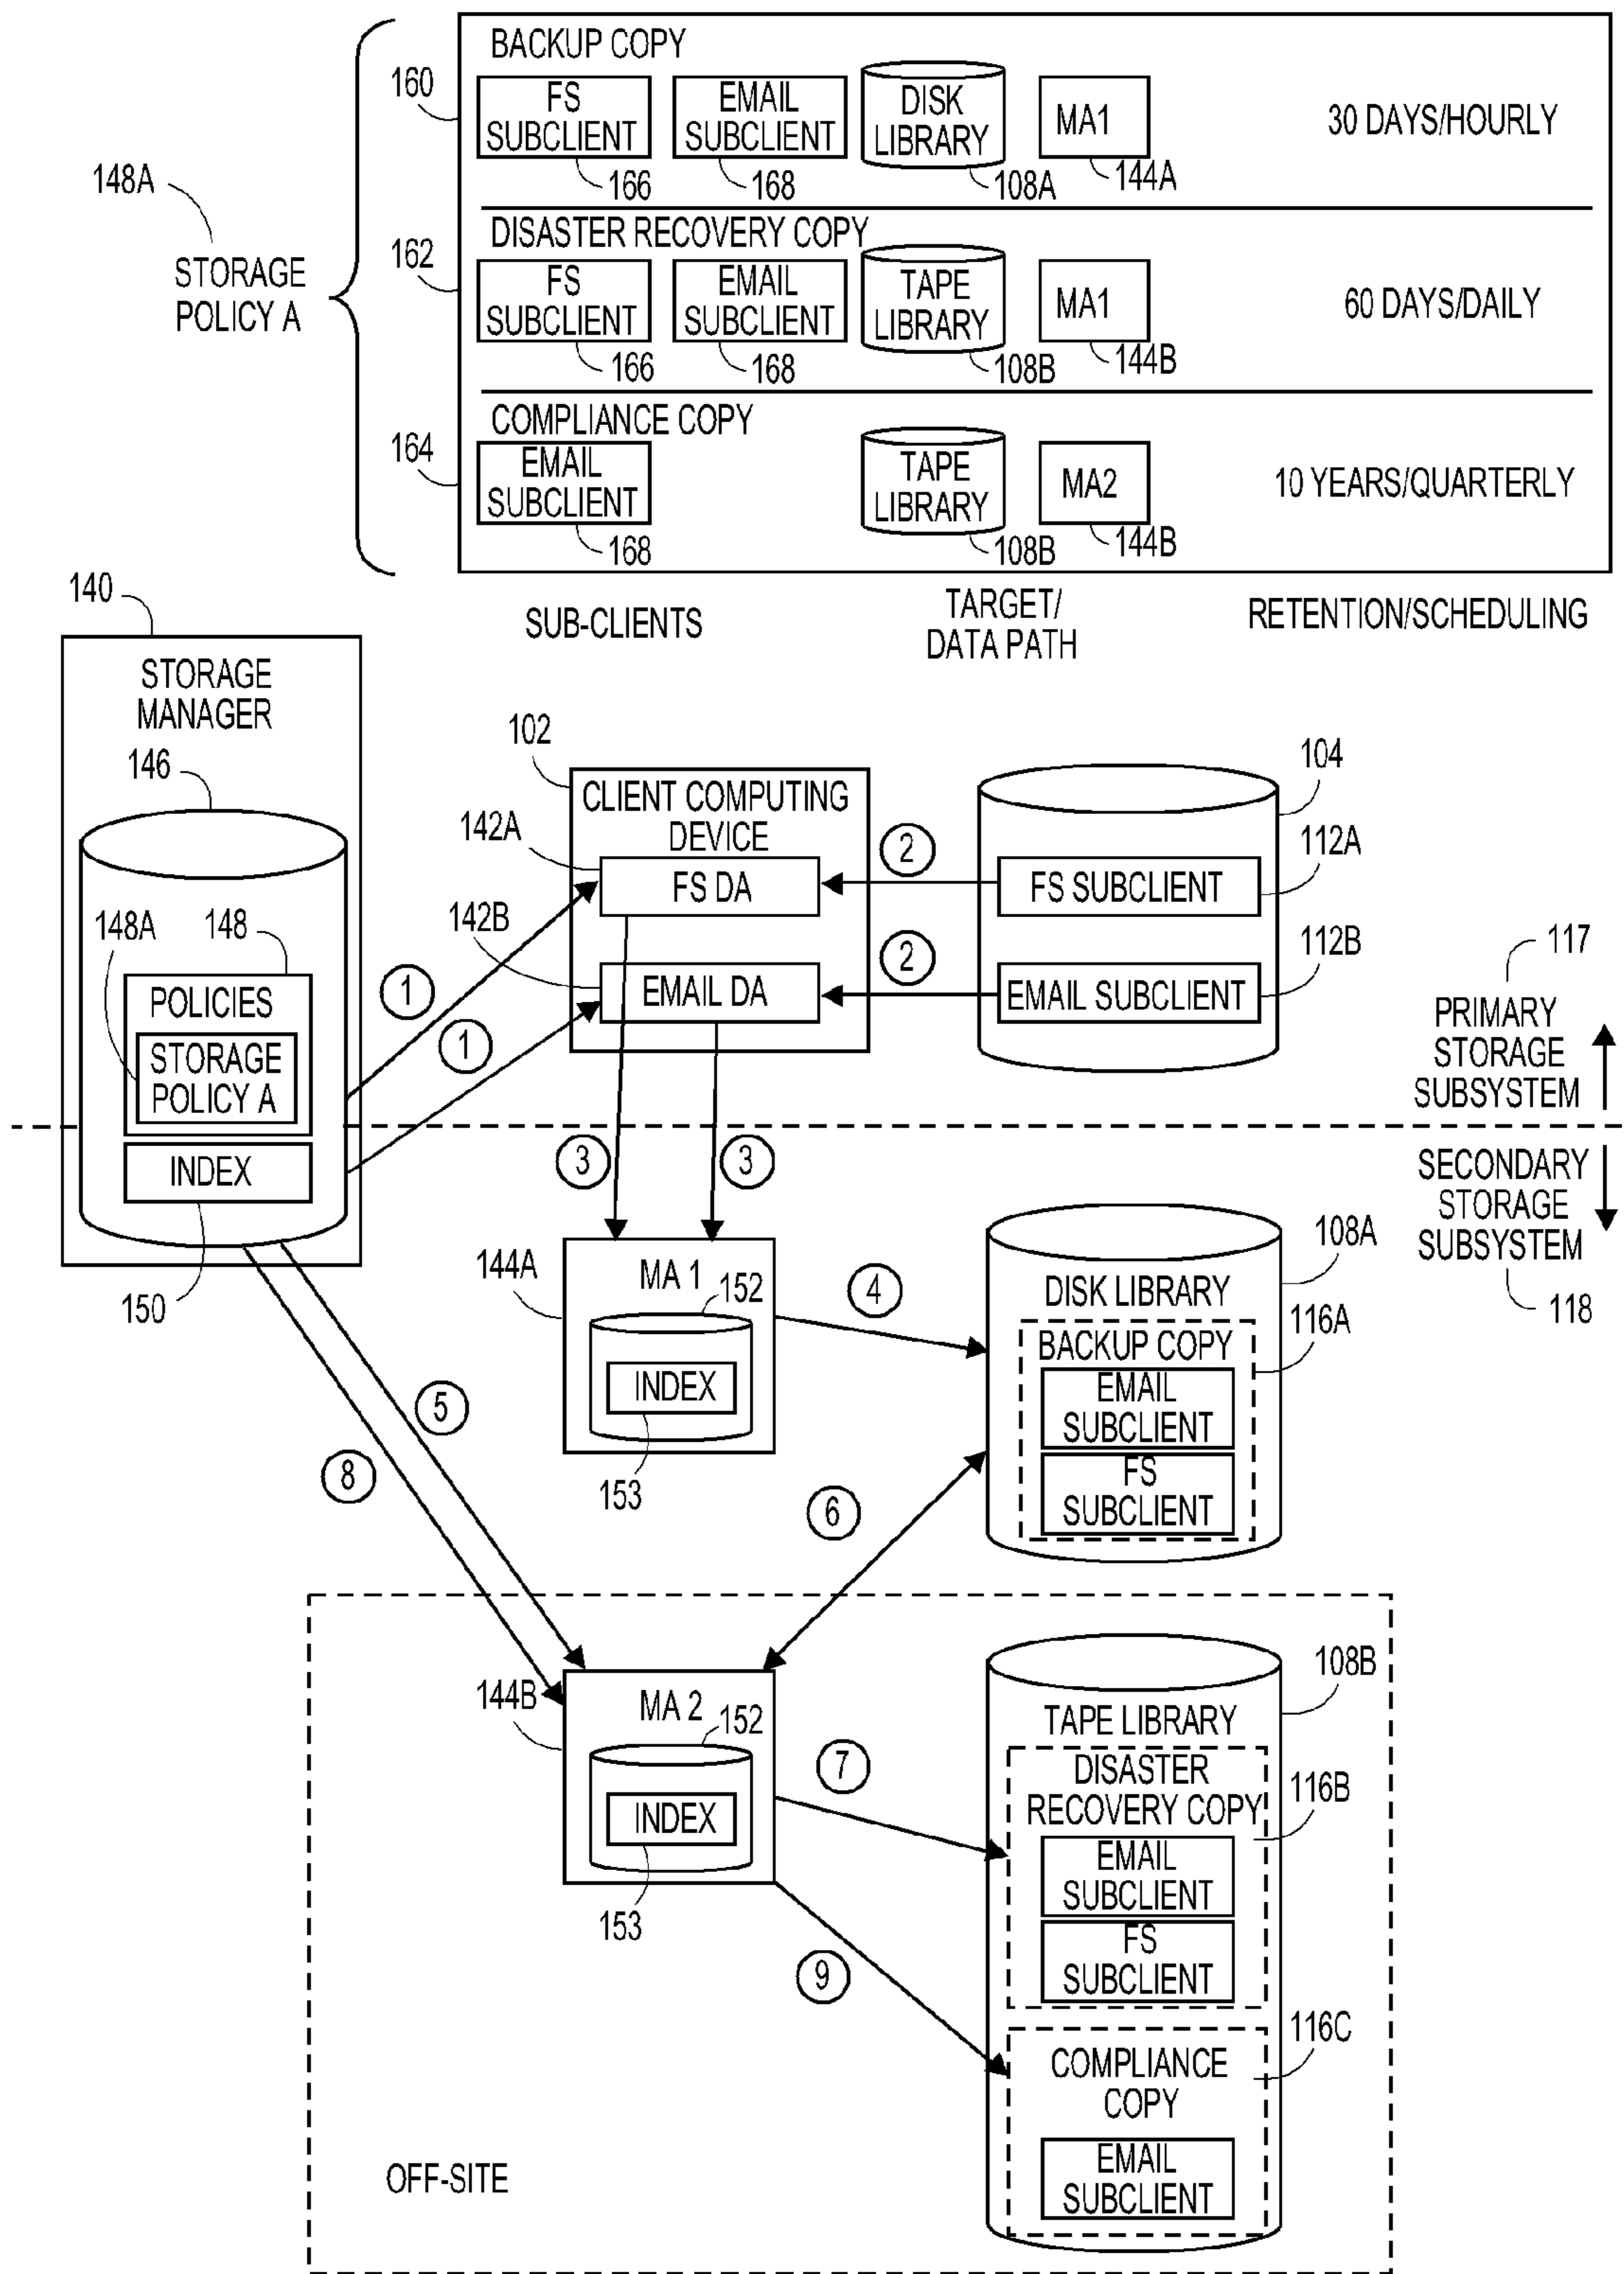 BACKUP COPY
160
FS
SUBCLIENT
166
EMAIL
SUBCLIENT
168
DISK
LIBRARY
108A
MA1
144A
30 DAYS/HOURLY
148A
STORAGE
POLICY A
DISASTER RECOVERY COPY
162
FS
SUBCLIENT
166
EMAIL
SUBCLIENT
168
TAPE
LIBRARY
108B
MA1
144B
60 DAYS/DAILY
COMPLIANCE COPY
164
EMAIL
SUBCLIENT
168
TAPE
LIBRARY
108B
MA2
144B
10 YEARS/QUARTERLY
SUB-CLIENTS
TARGET/
DATA PATH
RETENTION/SCHEDULING
140
STORAGE
MANAGER
146
148A
148
POLICIES
STORAGE
POLICY A
INDEX
150
102
CLIENT COMPUTING
DEVICE
142A
FS DA
142B
EMAIL DA
1
1
2
2
104
FS SUBCLIENT
112A
EMAIL SUBCLIENT
112B
117
PRIMARY
STORAGE
SUBSYSTEM
SECONDARY
STORAGE
SUBSYSTEM
118
3
3
144A
MA 1
152
INDEX
153
4
108A
DISK LIBRARY
116A
BACKUP COPY
EMAIL
SUBCLIENT
FS
SUBCLIENT
5
8
6
144B
MA 2
152
INDEX
153
7
9
108B
TAPE LIBRARY
DISASTER
RECOVERY COPY
116B
EMAIL
SUBCLIENT
FS
SUBCLIENT
116C
COMPLIANCE
COPY
EMAIL
SUBCLIENT
OFF-SITE